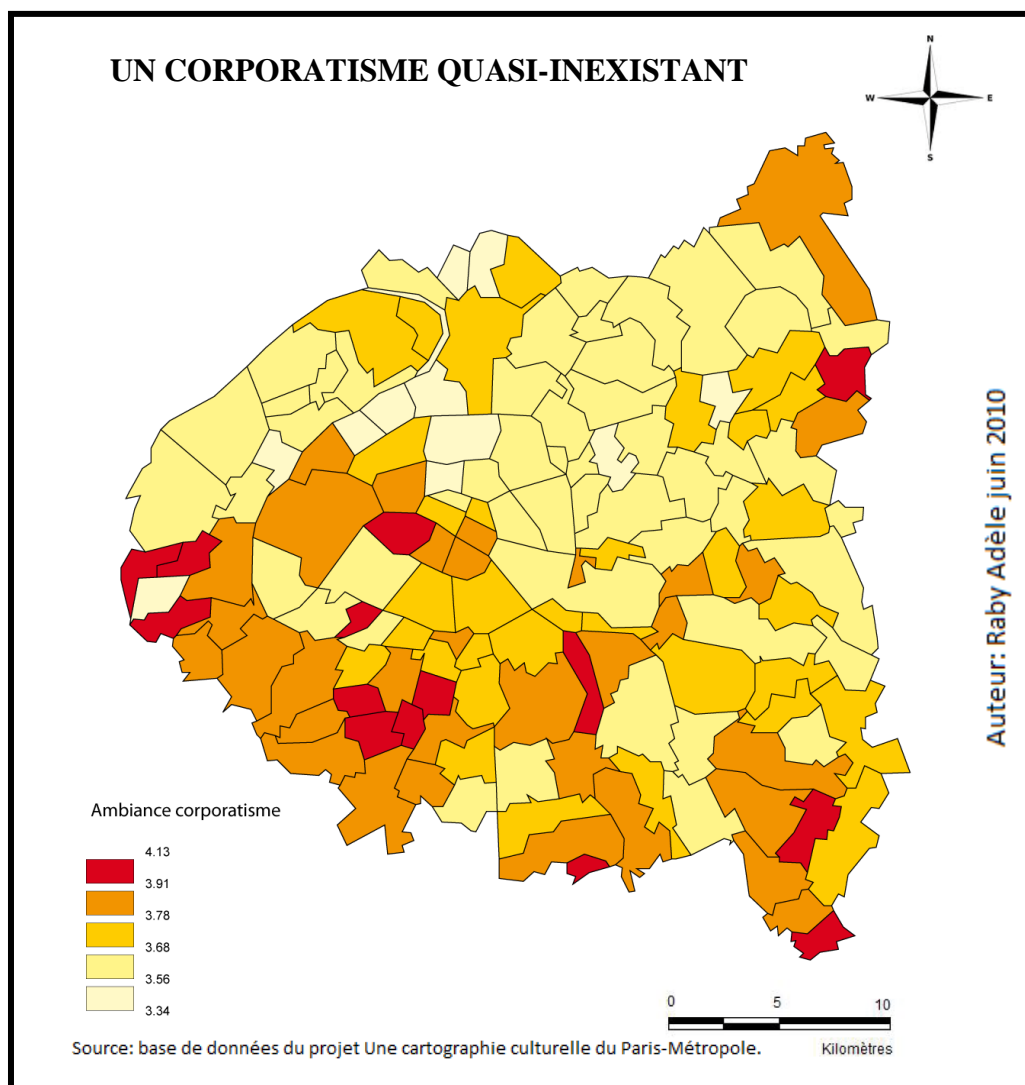 UN CORPORATISME QUASI-INEXISTANT
N
W
E
S
Auteur: Raby Adèle juin 2010
Ambiance corporatisme
4.13
3.91
3.78
3.68
3.56
3.34
0 5 10
Kilomètres
Source: base de données du projet Une cartographie culturelle du Paris-Métropole.